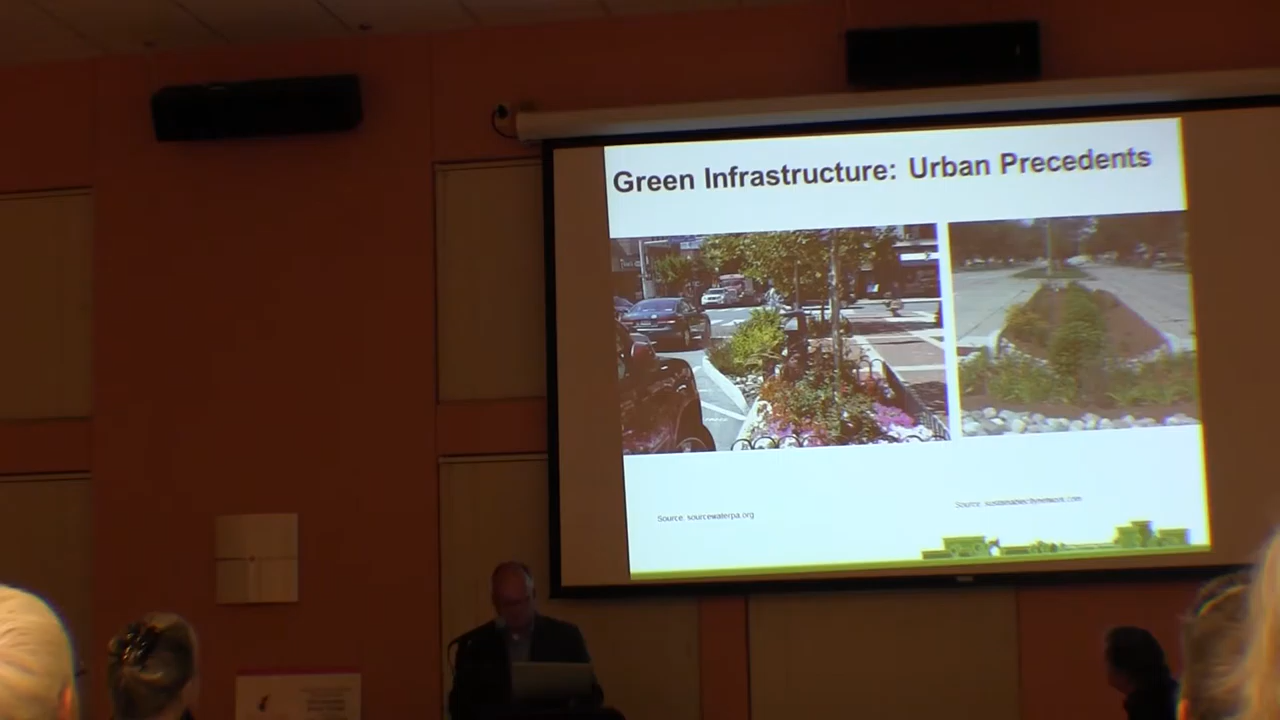 Green Infrastructure: Urban Precedents
Source: sourcewaterpa.org
Source: sustainablecitynetwork.com